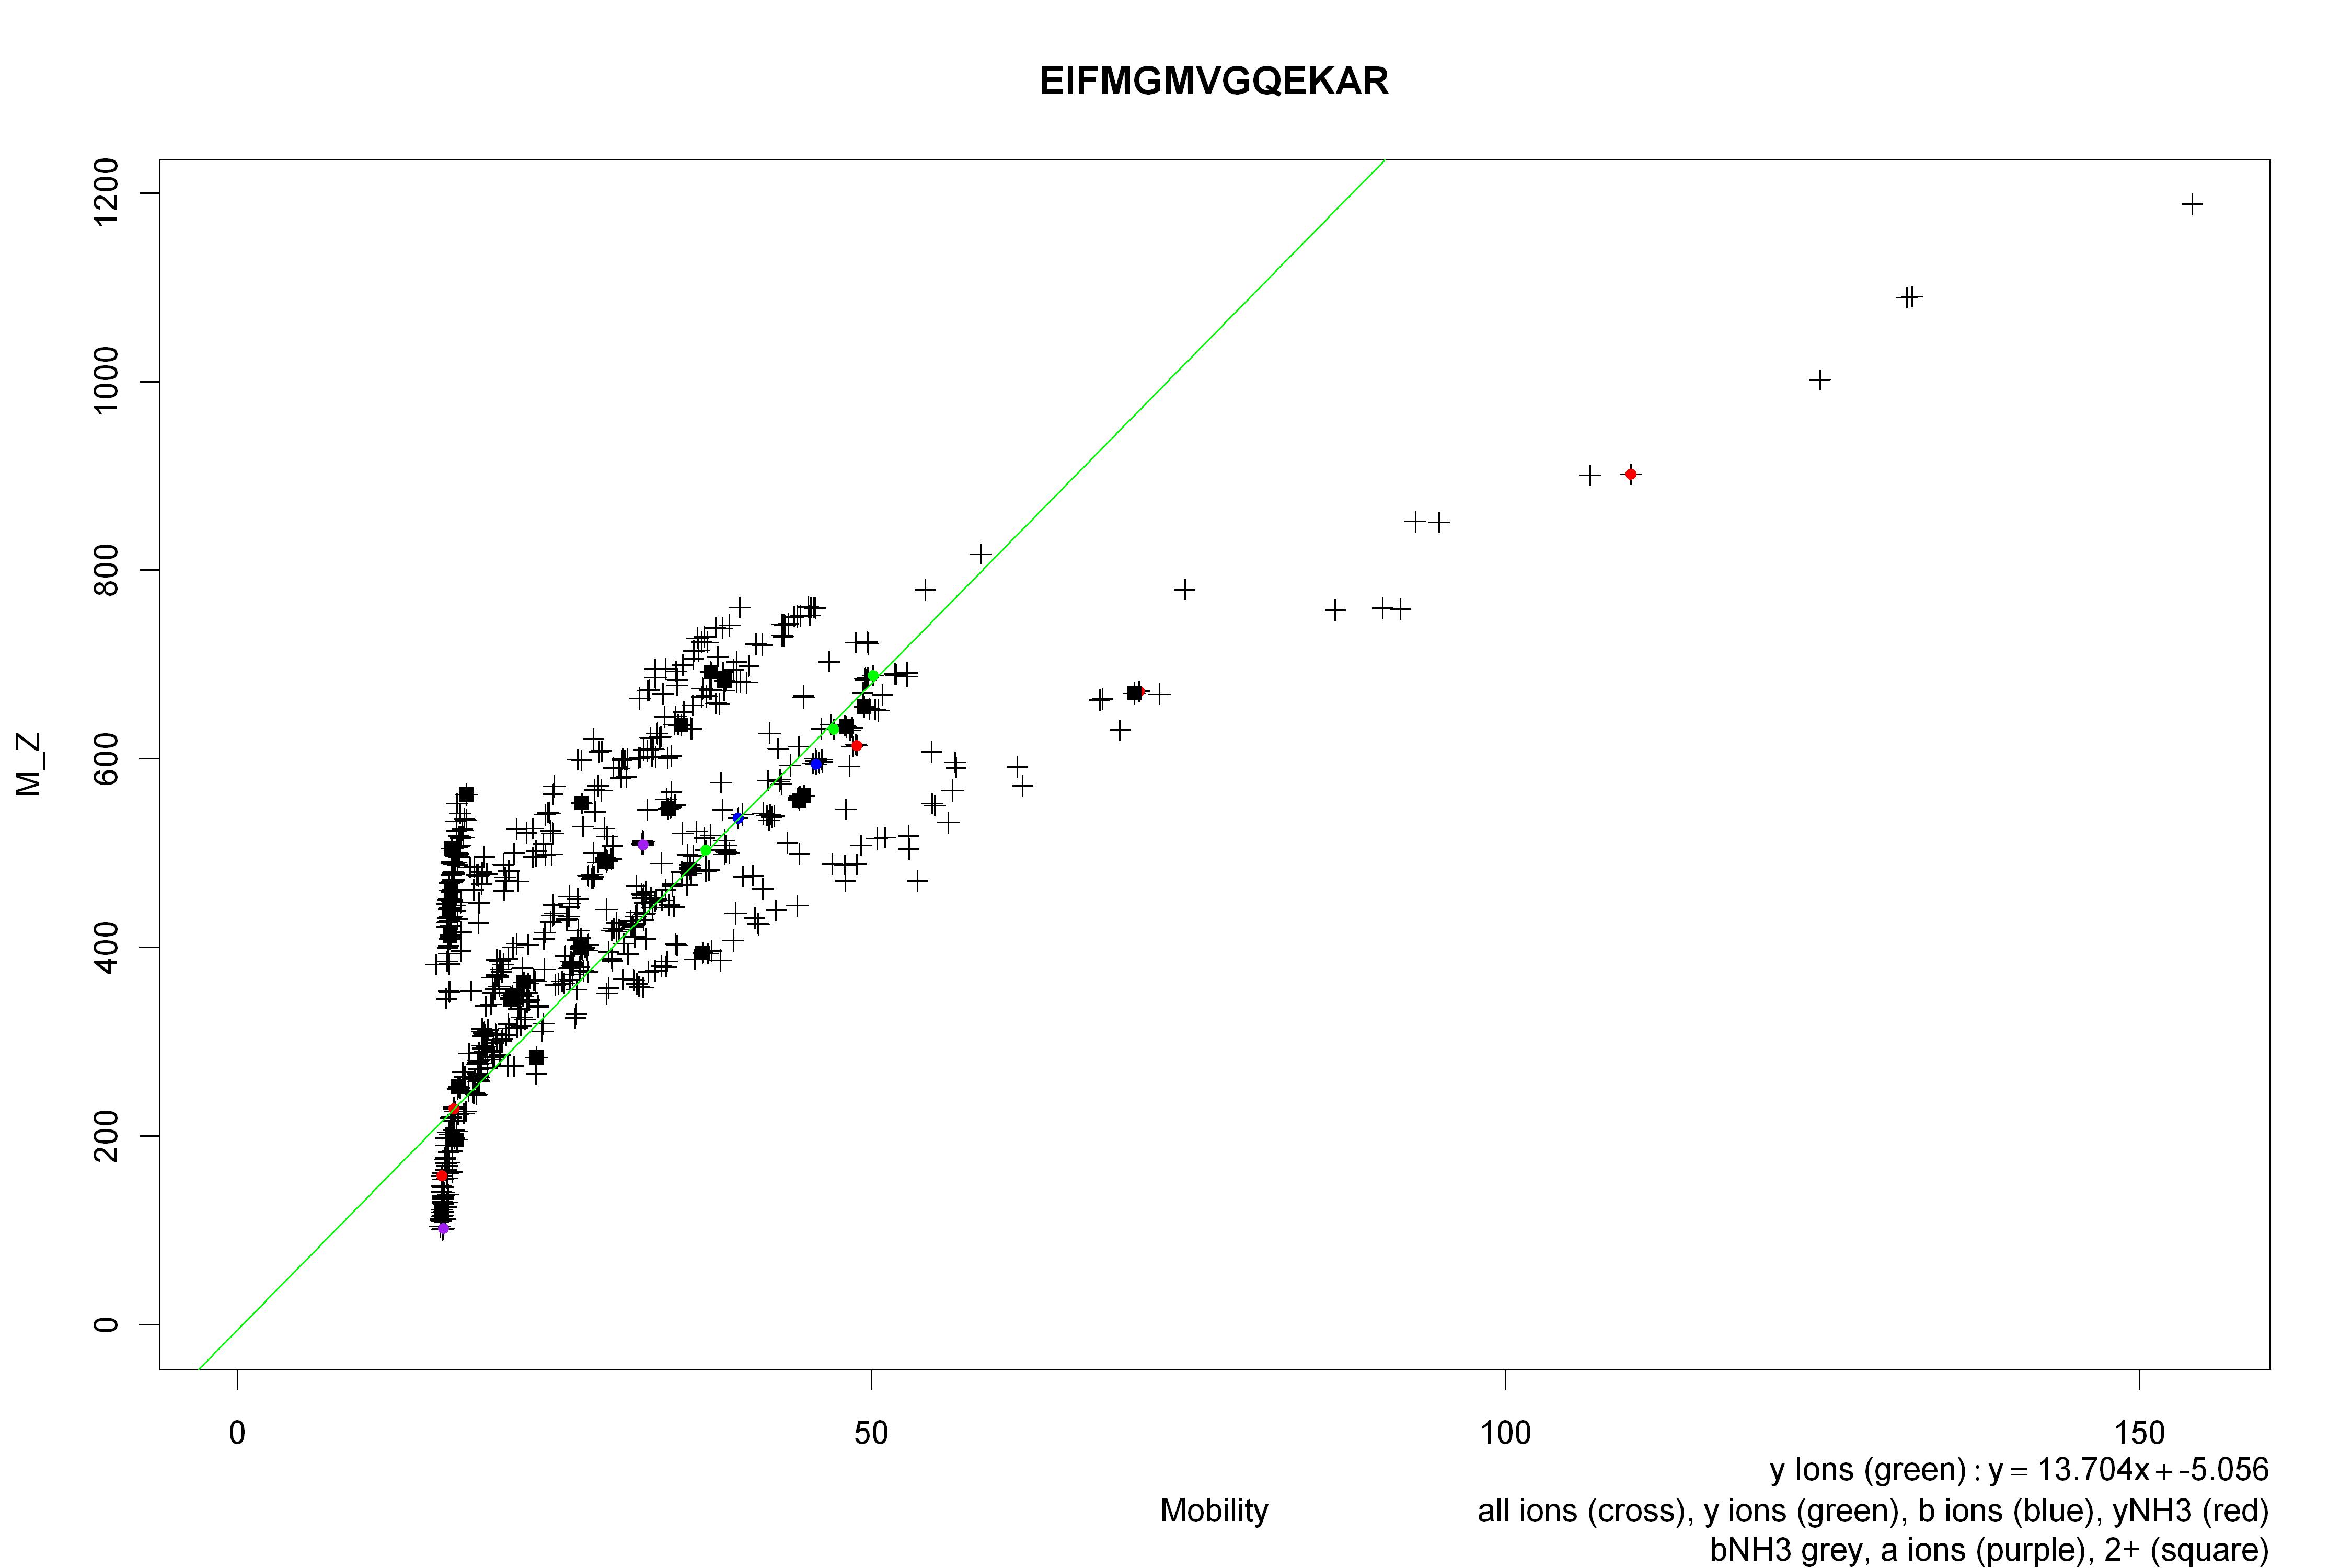 EIFMGMVGQEKAR
1200
1000
800
600
400
200
0
M_Z
0 50 100 150
y Ions (green) : y = 13.704x + -5.056
Mobility
all ions (cross), y ions (green), b ions (blue), yNH3 (red)
bNH3 grey, a ions (purple), 2+ (square)